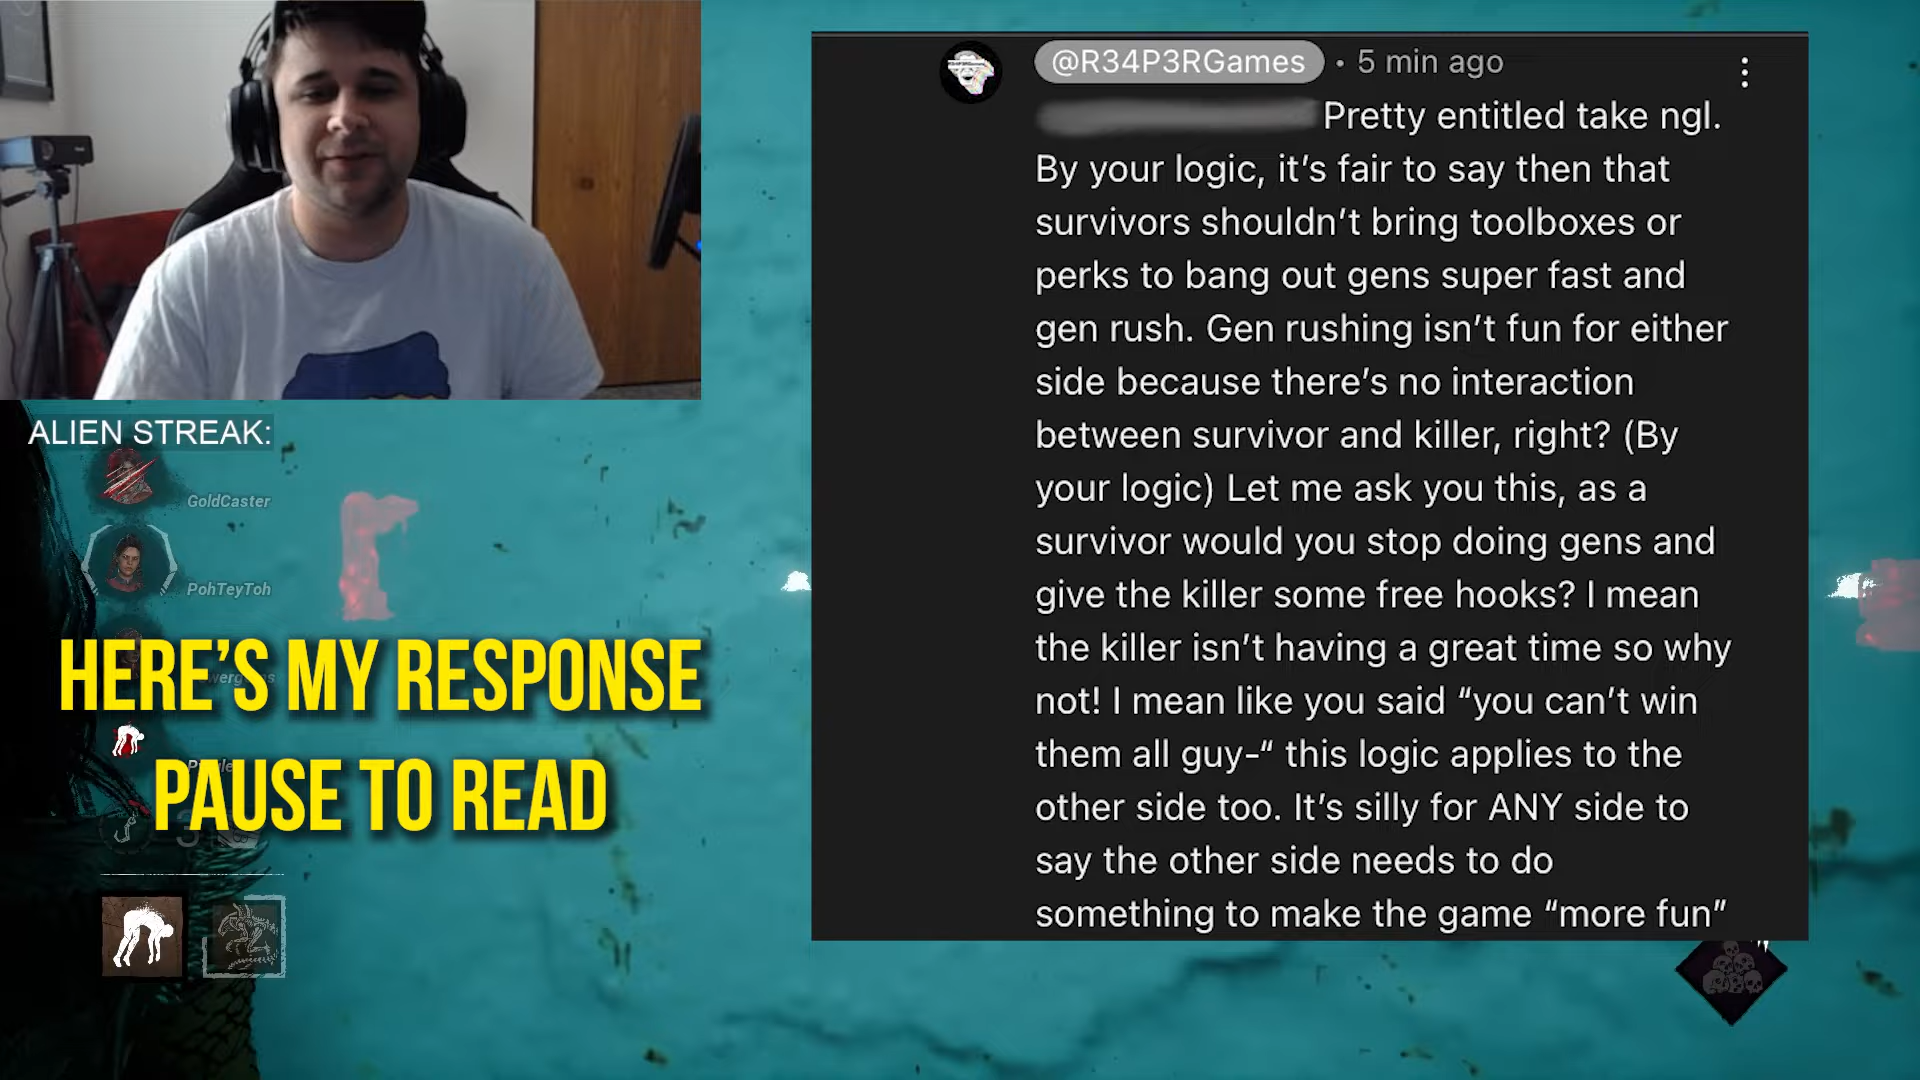 @R34P3RGames • 5 min ago
Pretty entitled take ngl.
By your logic, it’s fair to say then that
survivors shouldn’t bring toolboxes or
perks to bang out gens super fast and
gen rush. Gen rushing isn’t fun for either
side because there’s no interaction
between survivor and killer, right? (By
your logic) Let me ask you this, as a
survivor would you stop doing gens and
give the killer some free hooks? I mean
the killer isn’t having a great time so why
not! I mean like you said “you can’t win
them all guy-“ this logic applies to the
other side too. It’s silly for ANY side to
say the other side needs to do
something to make the game “more fun”
ALIEN STREAK:
GoldCaster
PohTeyToh
HERE’S MY RESPONSE
PAUSE TO READ
3